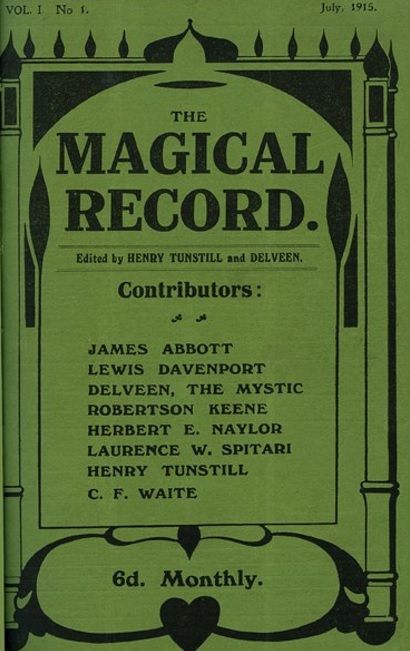 VOL. I No 1. July, 1915.
THE
MAGICAL
RECORD.
Edited by HENRY TUNSTILL and DELVEEN.
Contributors:
JAMES ABBOTT
LEWIS DAVENPORT
DELVEEN, THE MYSTIC
ROBERTSON KEENE
HERBERT E. NAYLOR
LAURENCE W. SPITARI
HENRY TUNSTILL
C. F. WAITE
6d. Monthly.